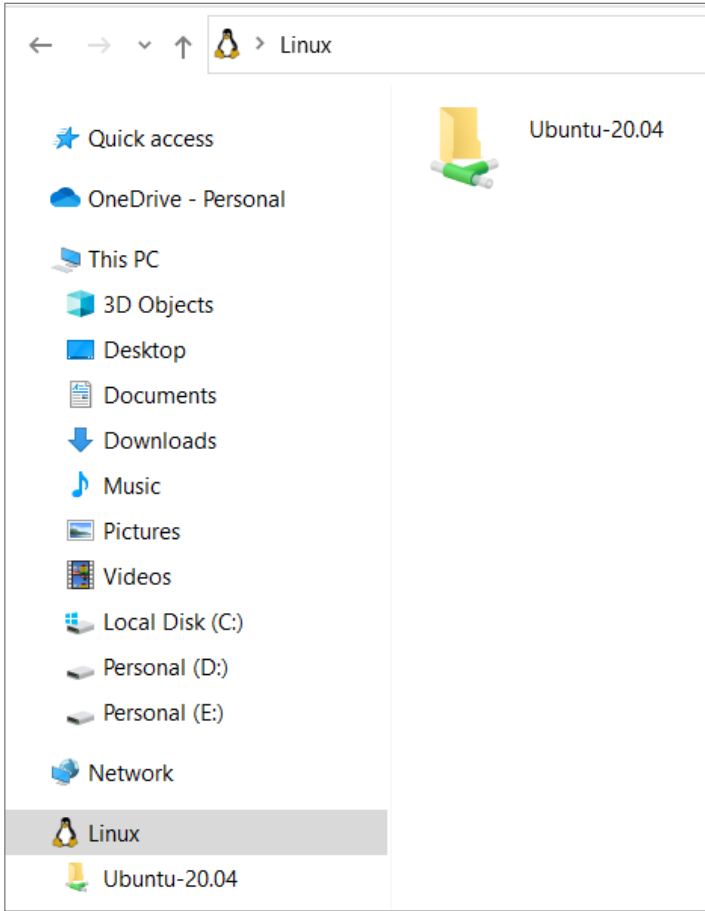 Linux
Ubuntu-20.04
Quick access
OneDrive - Personal
This PC
3D Objects
Desktop
Documents
Downloads
Music
Pictures
Videos
Local Disk (C:)
Personal (D:)
Personal (E:)
Network
Linux
Ubuntu-20.04